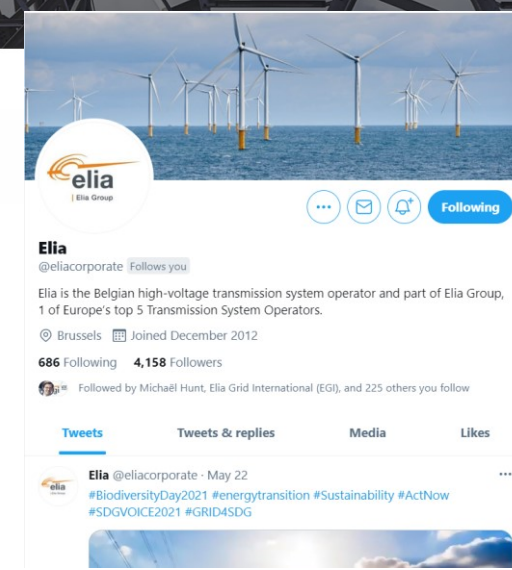 elia
| Elia Group
Following
Elia
@eliacorporate Follows you
Elia is the Belgian high-voltage transmission system operator and part of Elia Group,
1 of Europe's top 5 Transmission System Operators.
Brussels Joined December 2012
686 Following 4,158 Followers
Followed by Michaël Hunt, Elia Grid International (EGI), and 225 others you follow
Tweets Tweets & replies Media Likes
elia
Elia @eliacorporate · May 22
#BiodiversityDay2021 #energytransition #Sustainability #ActNow
#SDGVOICE2021 #GRID4SDG